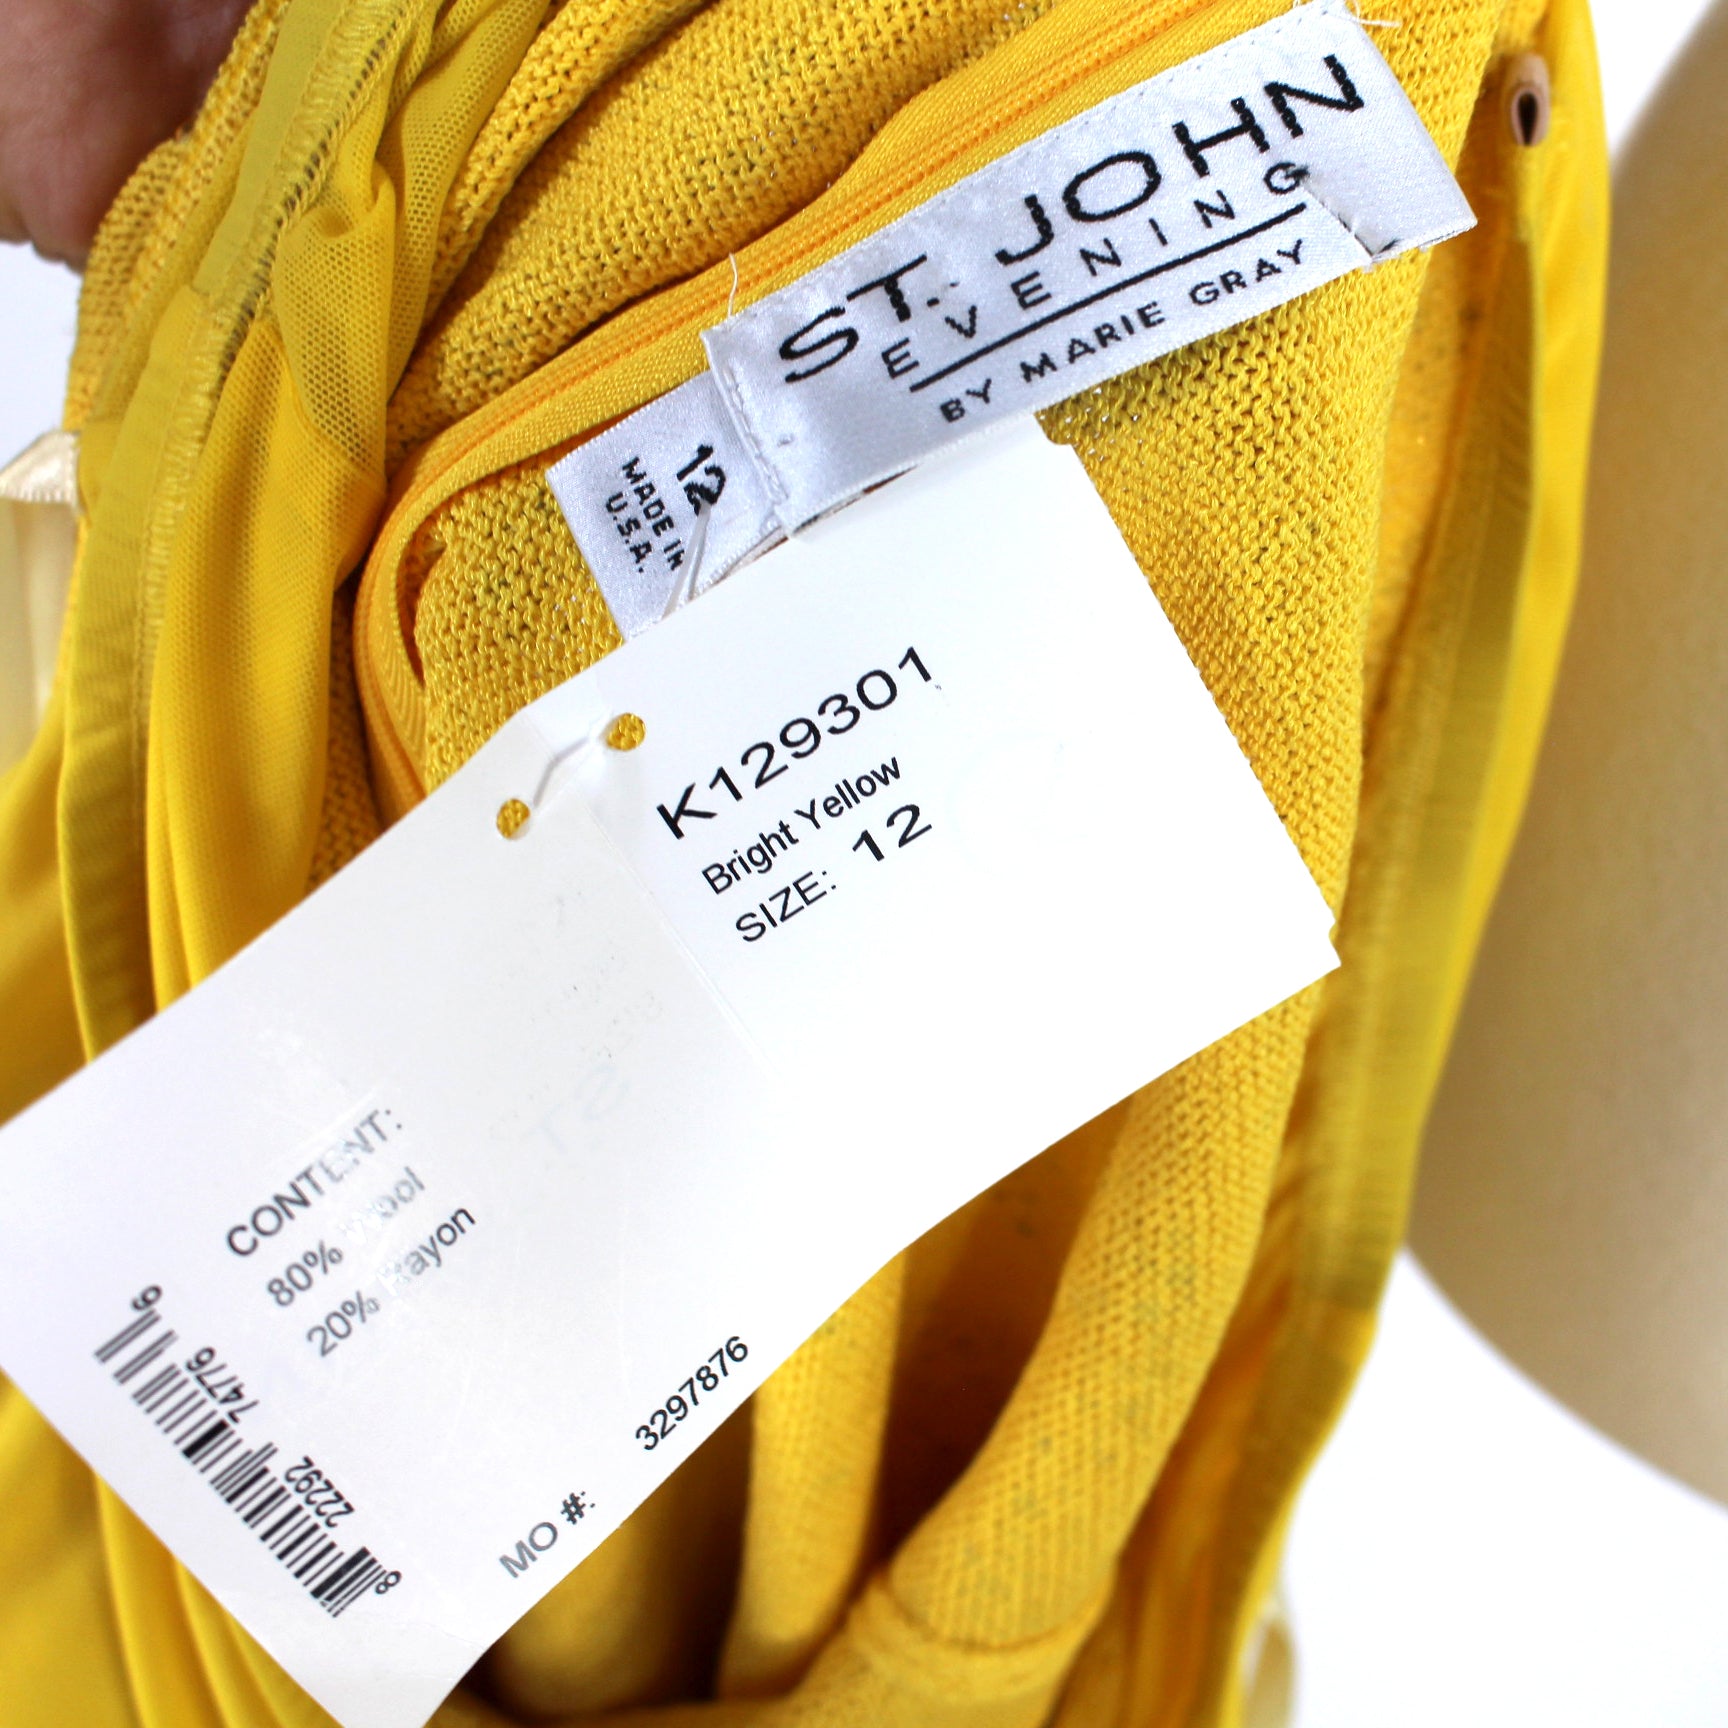 ST. JOHN
EVENING
BY MARIE GRAY
12
MADE IN
U.S.A.
K129301
Bright Yellow
SIZE: 12
CONTENT:
80% Wool
20% Rayon
8 22292 74776 9
MO #: 3297876